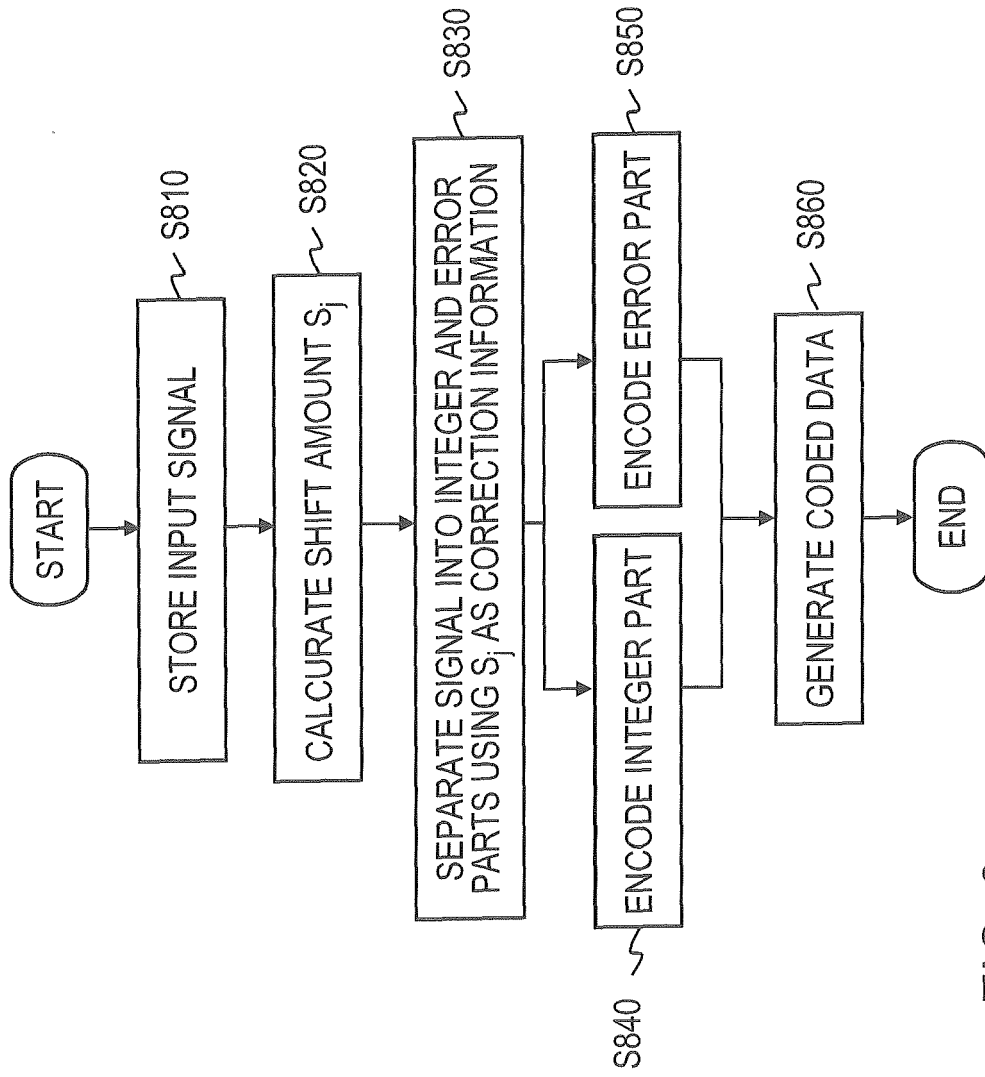 START
STORE INPUT SIGNAL
S810
CALCURATE SHIFT AMOUNT Sj
S820
SEPARATE SIGNAL INTO INTEGER AND ERROR
PARTS USING Sj AS CORRECTION INFORMATION
S830
ENCODE INTEGER PART
S840
ENCODE ERROR PART
S850
GENERATE CODED DATA
S860
END